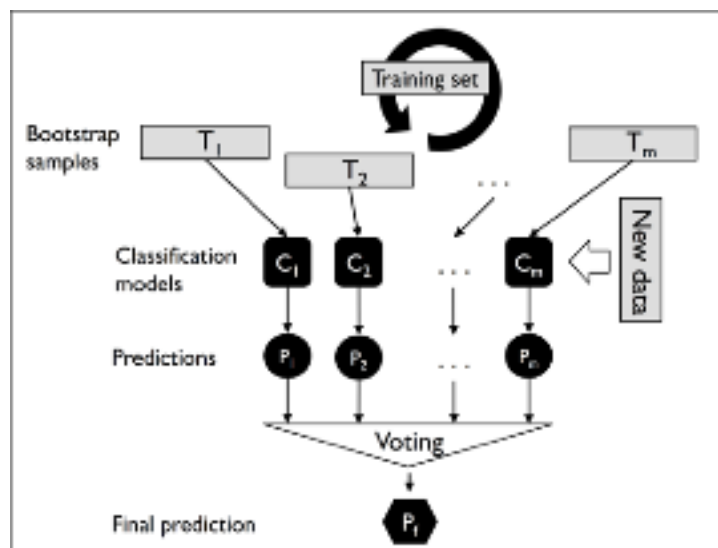 Training set
Bootstrap
samples
T1
T2
Tm
. . .
New data
Classification
models
C1
C2
. . .
Cm
Predictions
P1
P2
. . .
Pm
Voting
Final prediction
Pf